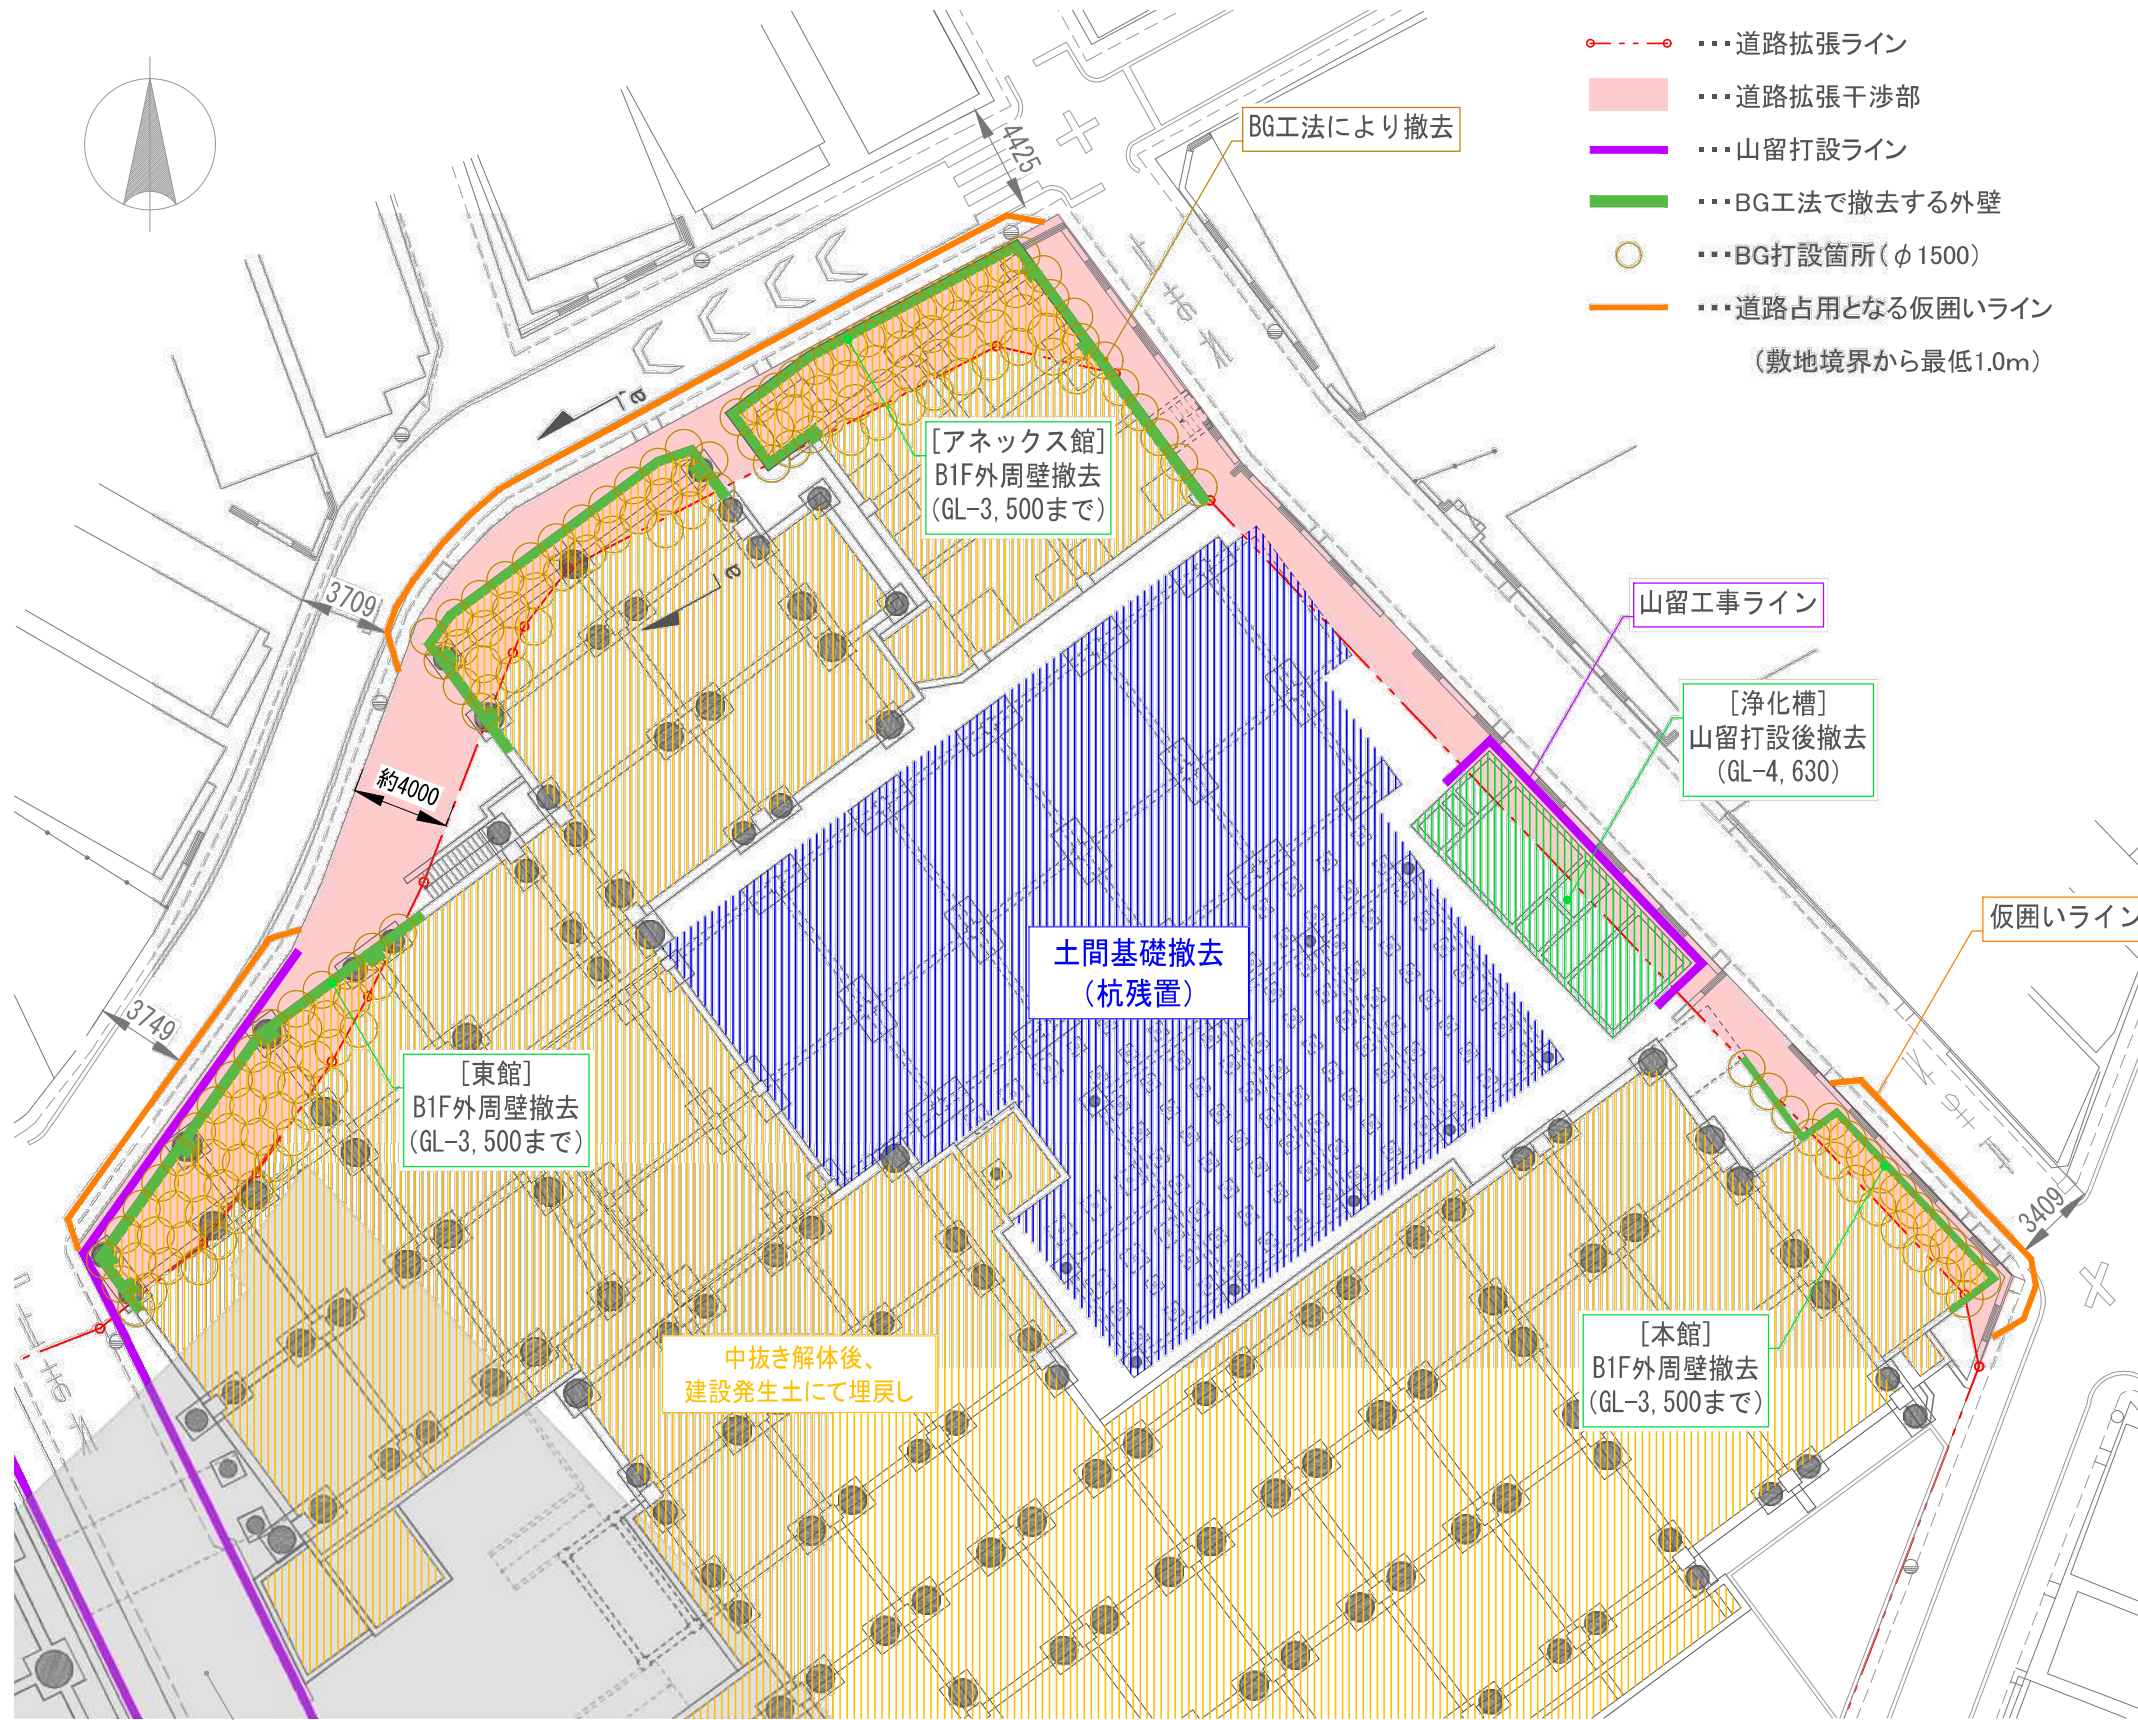 ･･･道路拡張ライン
･･･道路拡張干渉部
･･･山留打設ライン
･･･BG工法で撤去する外壁
･･･BG打設箇所(φ1500)
･･･道路占用となる仮囲いライン
(敷地境界から最低1.0m)
BG工法により撤去
4425
a
[アネックス館]
B1F外周壁撤去
(GL-3,500まで)
a
3709
山留工事ライン
[浄化槽]
山留打設後撤去
(GL-4,630)
約4000
仮囲いライン
土間基礎撤去
(杭残置)
3749
[東館]
B1F外周壁撤去
(GL-3,500まで)
3409
中抜き解体後、
建設発生土にて埋戻し
[本館]
B1F外周壁撤去
(GL-3,500まで)